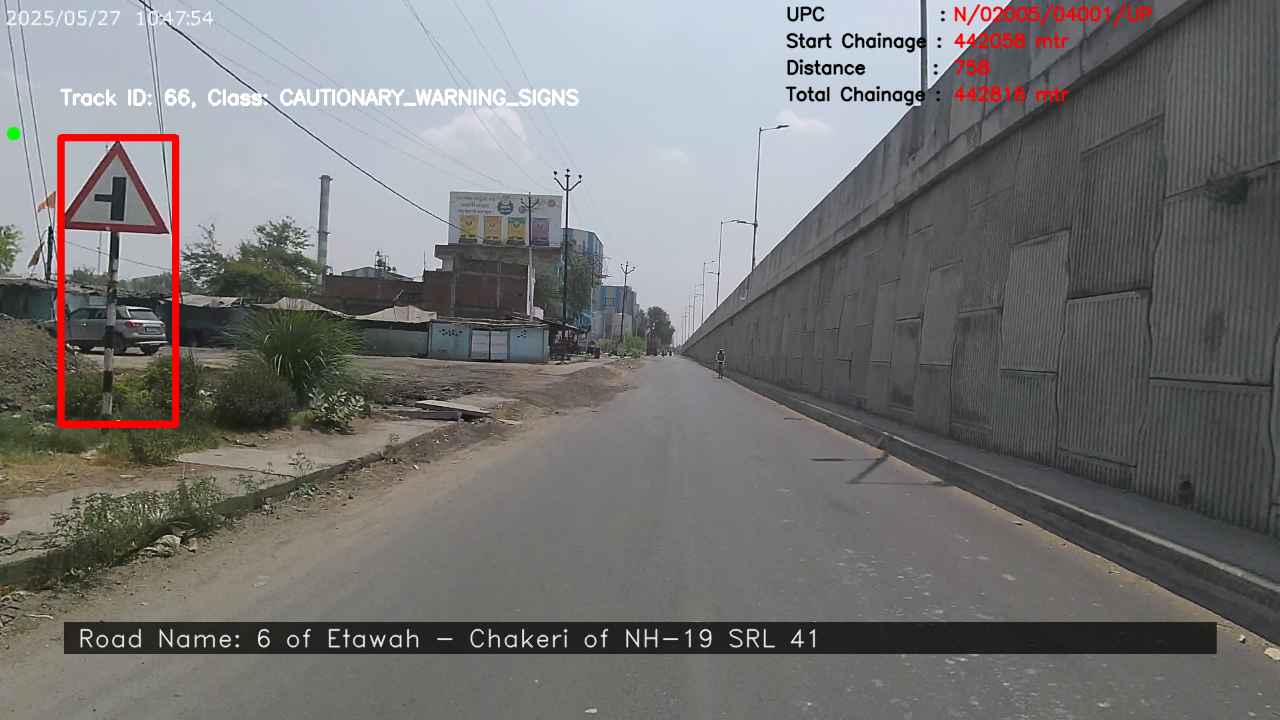 2025/05/27 10:47:54
UPC : N/02005/04001/UP
Start Chainage : 442058 mtr
Distance : 758
Total Chainage : 442816 mtr
Track ID: 66, Class: CAUTIONARY_WARNING_SIGNS
Road Name: 6 of Etawah - Chakeri of NH-19 SRL 41